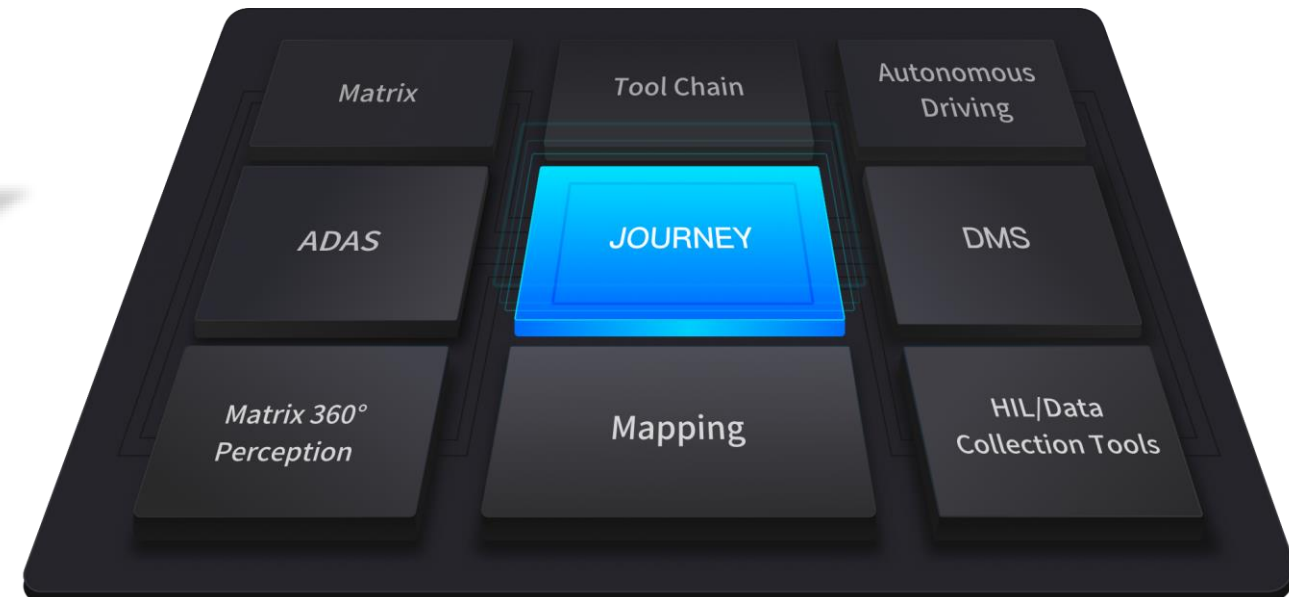 Matrix
Tool Chain
Autonomous
Driving
ADAS
JOURNEY
DMS
Matrix 360°
Perception
Mapping
HIL/Data
Collection Tools